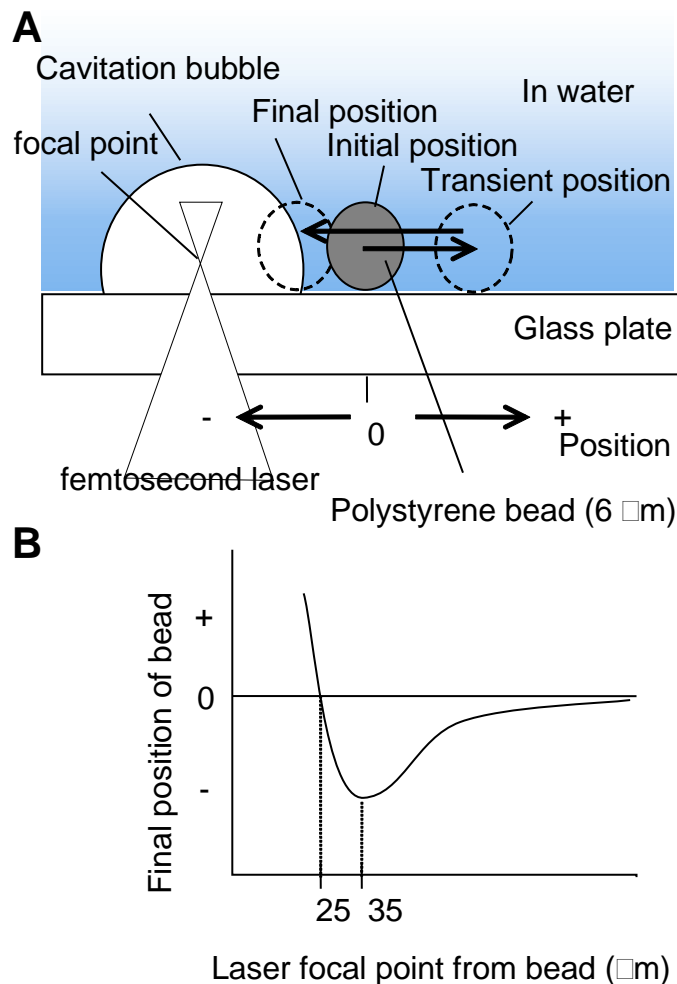 A
Cavitation bubble
In water
Final position
focal point
Initial position
Transient position
Glass plate
-
0
+
Position
femtosecond laser
Polystyrene bead (6 □m)
B
Final position of bead
+
0
-
25 35
Laser focal point from bead (□m)